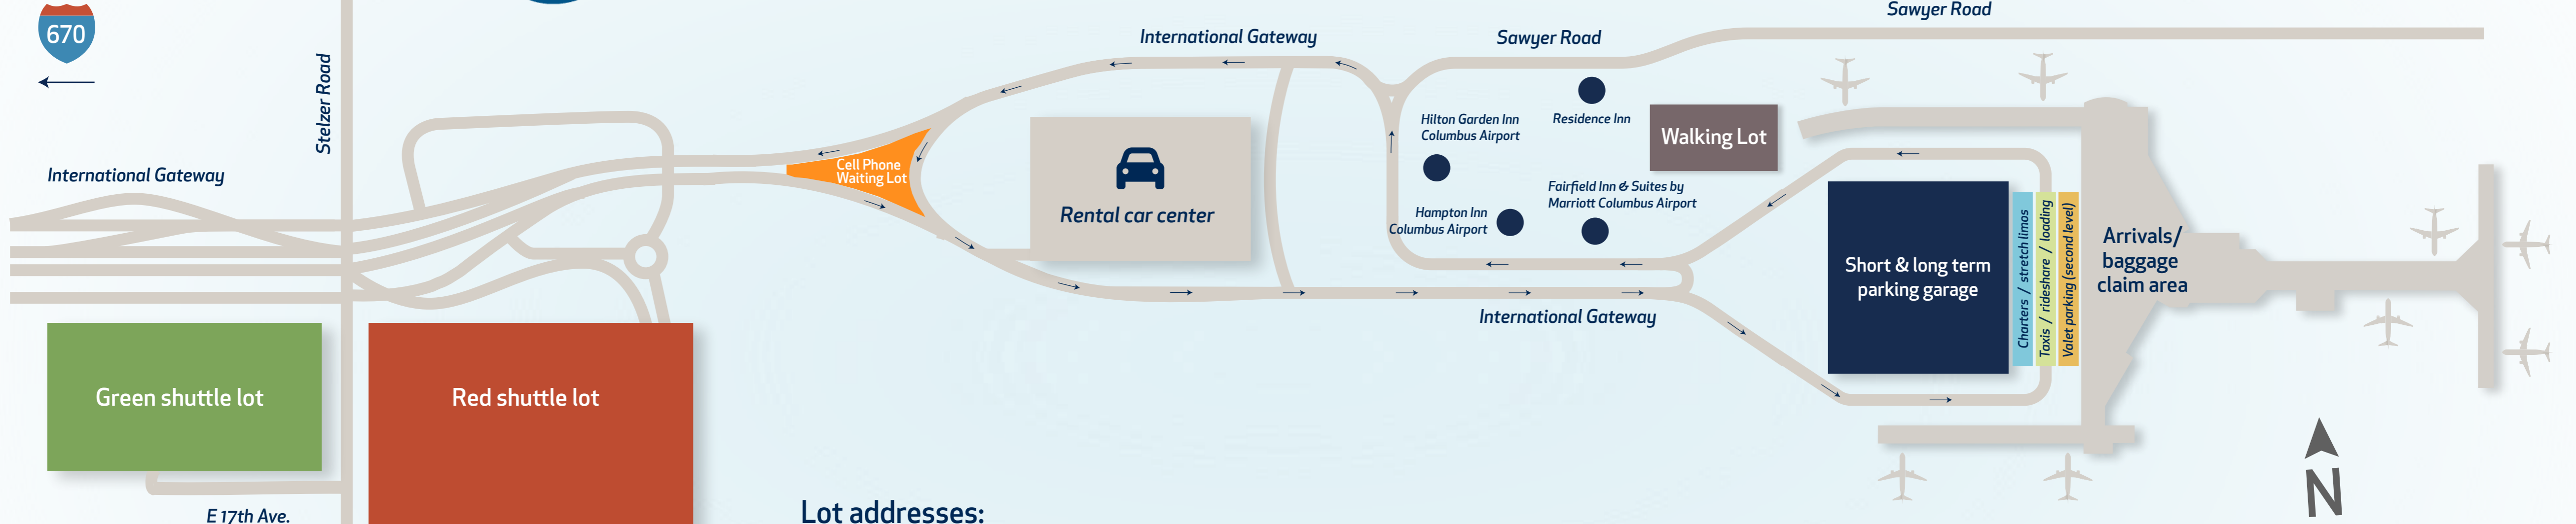 670
Stelzer Road
International Gateway
International Gateway
Sawyer Road
Sawyer Road
Cell Phone
Waiting Lot
Rental car center
Hilton Garden Inn
Columbus Airport
Residence Inn
Walking Lot
Hampton Inn
Columbus Airport
Fairfield Inn & Suites by
Marriott Columbus Airport
International Gateway
Short & long term
parking garage
Charters / stretch limos
Taxis / rideshare / loading
Valet parking (second level)
Arrivals/
baggage
claim area
Green shuttle lot
Red shuttle lot
E 17th Ave.
Lot addresses:
N